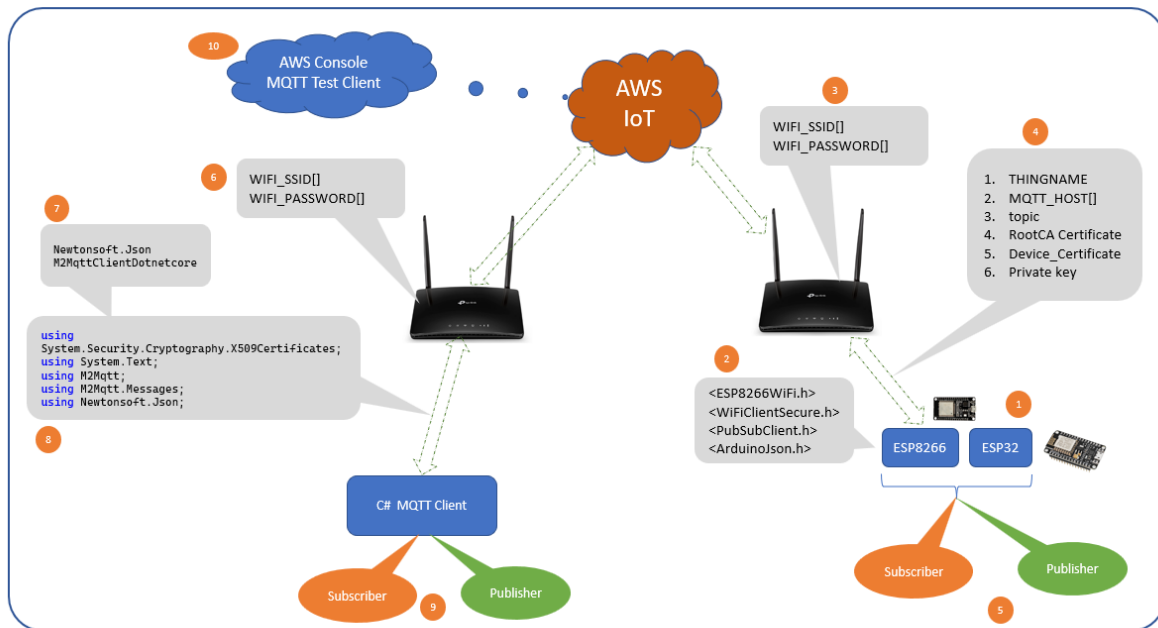 10
AWS Console
MQTT Test Client
AWS
IoT
3
WIFI_SSID[]
WIFI_PASSWORD[]
4
1. THINGNAME
2. MQTT_HOST[]
3. topic
4. RootCA Certificate
5. Device_Certificate
6. Private key
6
WIFI_SSID[]
WIFI_PASSWORD[]
7
Newtonsoft.Json
M2MqttClientDotnetcore
using
System.Security.Cryptography.X509Certificates;
using System.Text;
using M2Mqtt;
using M2Mqtt.Messages;
using Newtonsoft.Json;
8
2
<ESP8266WiFi.h>
<WiFiClientSecure.h>
<PubSubClient.h>
<ArduinoJson.h>
1
ESP8266
ESP32
C# MQTT Client
Subscriber
Publisher
9
Subscriber
Publisher
5